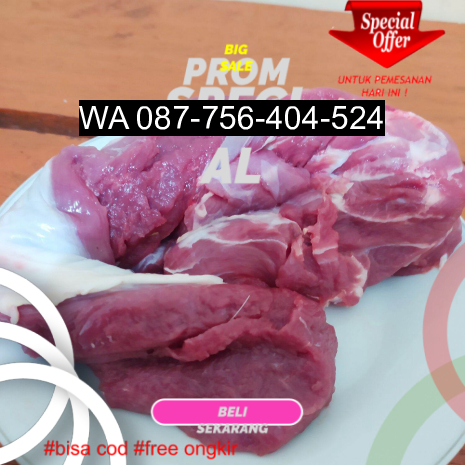 Special
Offer
UNTUK PEMESANAN
HARI INI !
BIG
SALE
PROM
SPECI
WA 087-756-404-524
AL
BELI
SEKARANG
#bisa cod #free ongkir